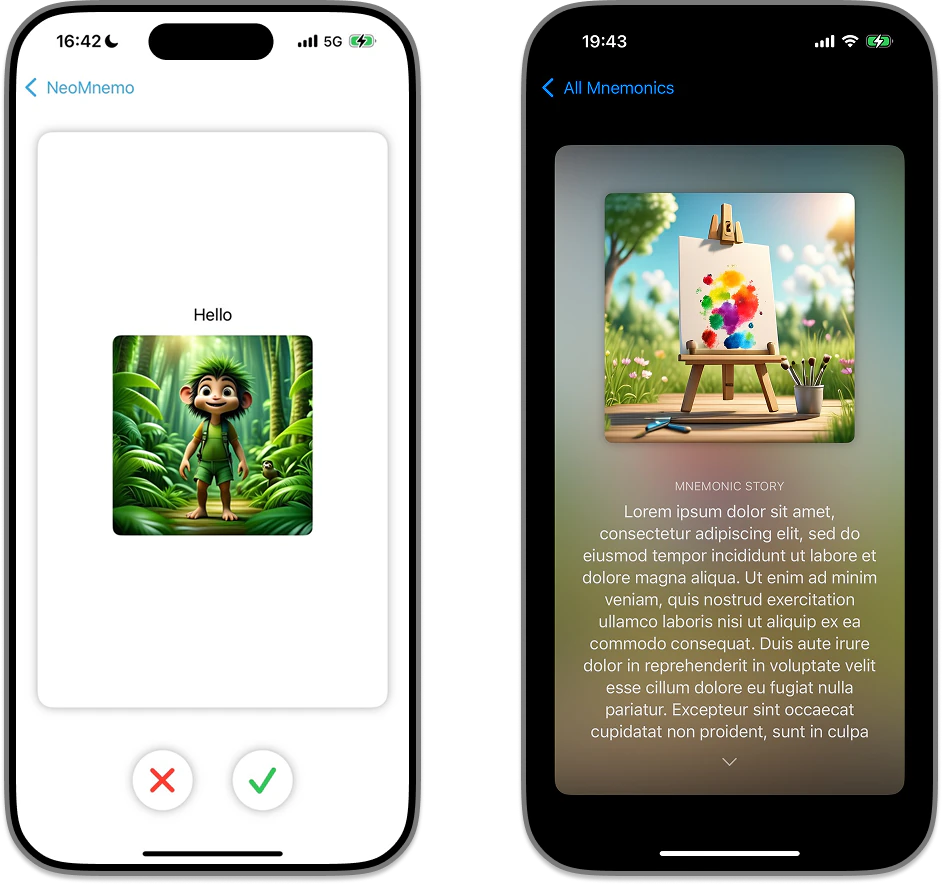 16:42
5G
NeoMnemo
Hello
19:43
All Mnemonics
MNEMONIC STORY
Lorem ipsum dolor sit amet,
consectetur adipiscing elit, sed do
eiusmod tempor incididunt ut labore et
dolore magna aliqua. Ut enim ad minim
veniam, quis nostrud exercitation
ullamco laboris nisi ut aliquip ex ea
commodo consequat. Duis aute irure
dolor in reprehenderit in voluptate velit
esse cillum dolore eu fugiat nulla
pariatur. Excepteur sint occaecat
cupidatat non proident, sunt in culpa